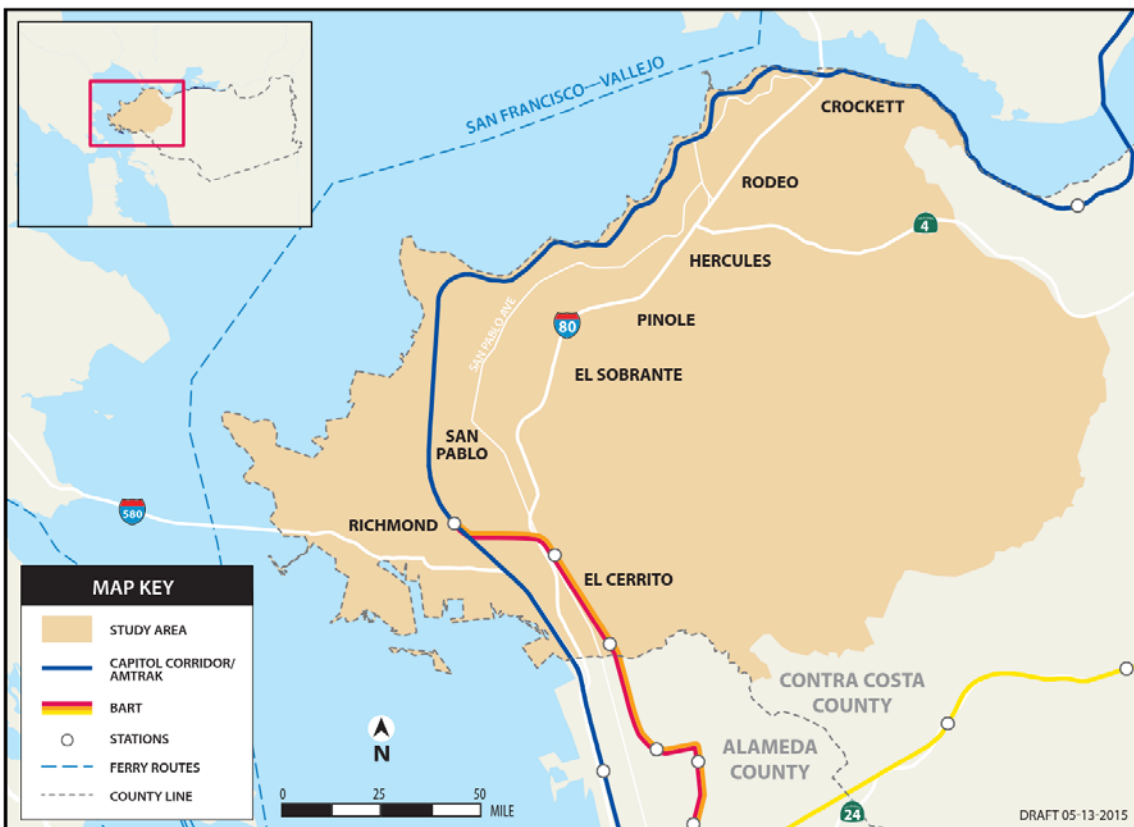 SAN FRANCISCO—VALLEJO
CROCKETT
RODEO
4
HERCULES
SAN PABLO AVE
80
PINOLE
EL SOBRANTE
SAN
PABLO
580
RICHMOND
EL CERRITO
MAP KEY
STUDY AREA
CAPITOL CORRIDOR/
AMTRAK
BART
STATIONS
FERRY ROUTES
COUNTY LINE
N
0
25
50
MILE
CONTRA COSTA
COUNTY
ALAMEDA
COUNTY
24
DRAFT 05-13-2015